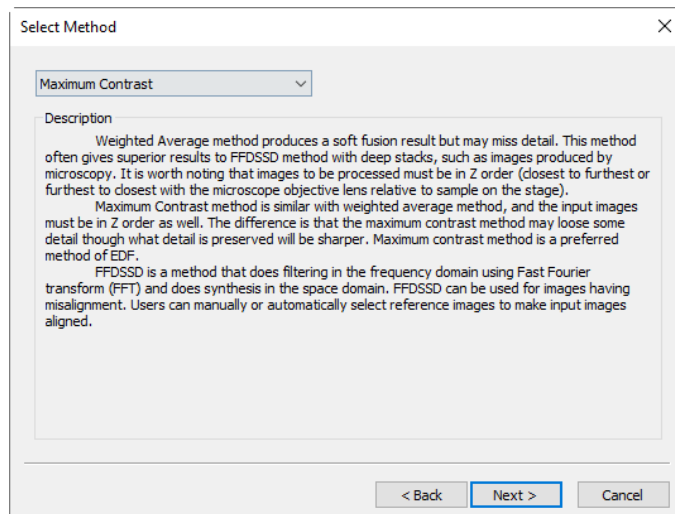 Select Method
Maximum Contrast
Description
Weighted Average method produces a soft fusion result but may miss detail. This method
often gives superior results to FFDSSD method with deep stacks, such as images produced by
microscopy. It is worth noting that images to be processed must be in Z order (closest to furthest or
furthest to closest with the microscope objective lens relative to sample on the stage).
Maximum Contrast method is similar with weighted average method, and the input images
must be in Z order as well. The difference is that the maximum contrast method may loose some
detail though what detail is preserved will be sharper. Maximum contrast method is a preferred
method of EDF.
FFDSSD is a method that does filtering in the frequency domain using Fast Fourier
transform (FFT) and does synthesis in the space domain. FFDSSD can be used for images having
misalignment. Users can manually or automatically select reference images to make input images
aligned.
< Back Next > Cancel